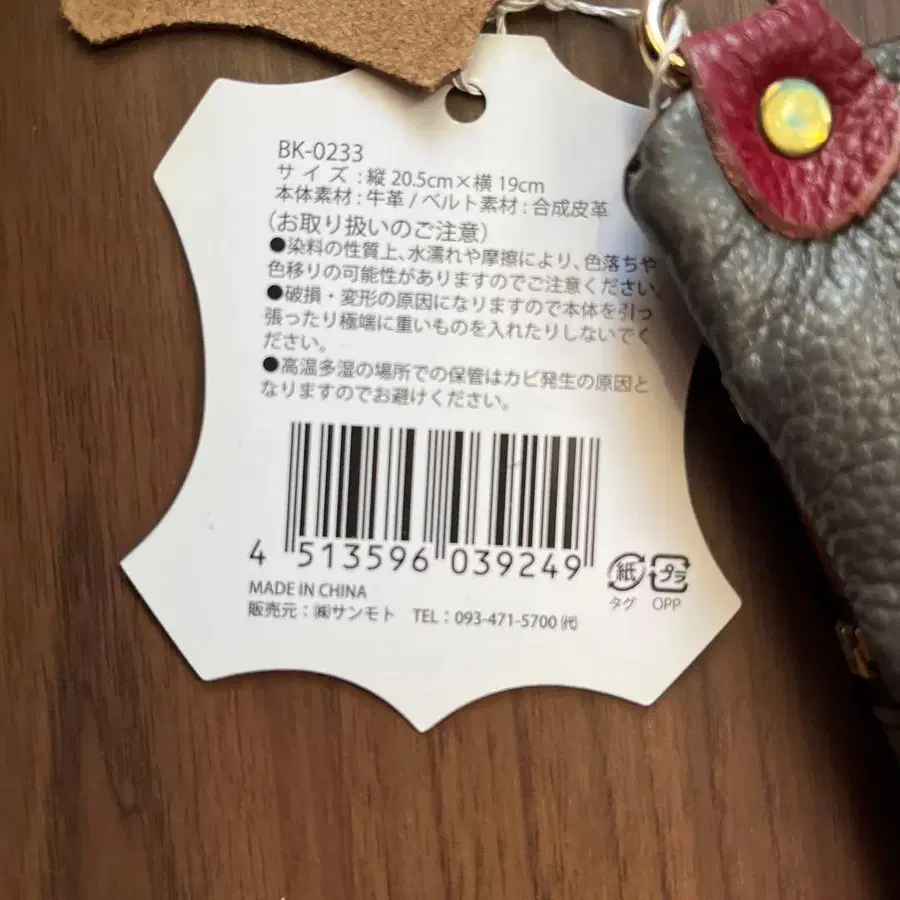 BK-0233
サイズ:縦 20.5cm×横 19cm
本体素材:牛革/ベルト素材:合成皮革
(お取り扱いのご注意)
●染料の性質上、水濡れや摩擦により、色落ちや
色移りの可能性がありますのでご注意ください。
●破損・変形の原因になりますので本体を引っ
張ったり極端に重いものを入れたりしないでく
ださい。
●高温多湿の場所での保管はカビ発生の原因と
なりますのでお避けください。
4 513596 039249
紙 プラ
タグ OPP
MADE IN CHINA
販売元:㈱サンモト TEL:093-471-5700㈹